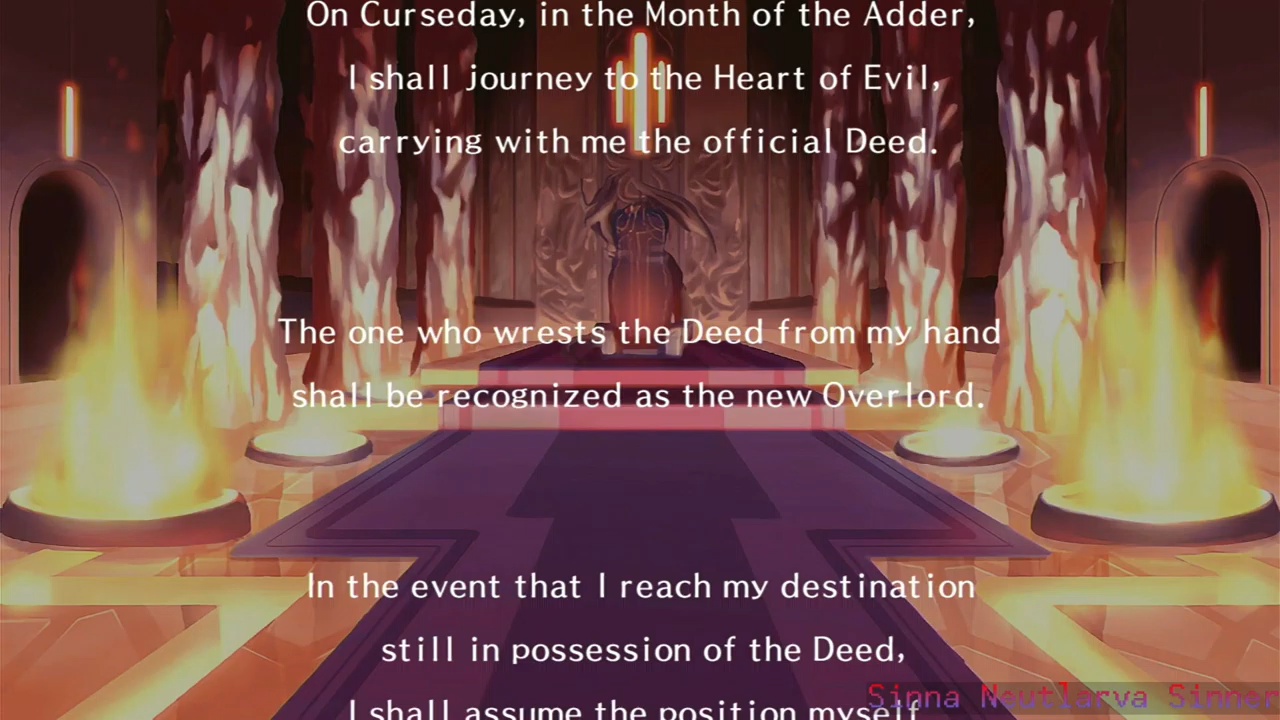 On Curseday, in the Month of the Adder,
I shall journey to the Heart of Evil,
carrying with me the official Deed.
The one who wrests the Deed from my hand
shall be recognized as the new Overlord.
In the event that I reach my destination
still in possession of the Deed,
I shall assume the position myself
Sinna Neutlarva Sinner